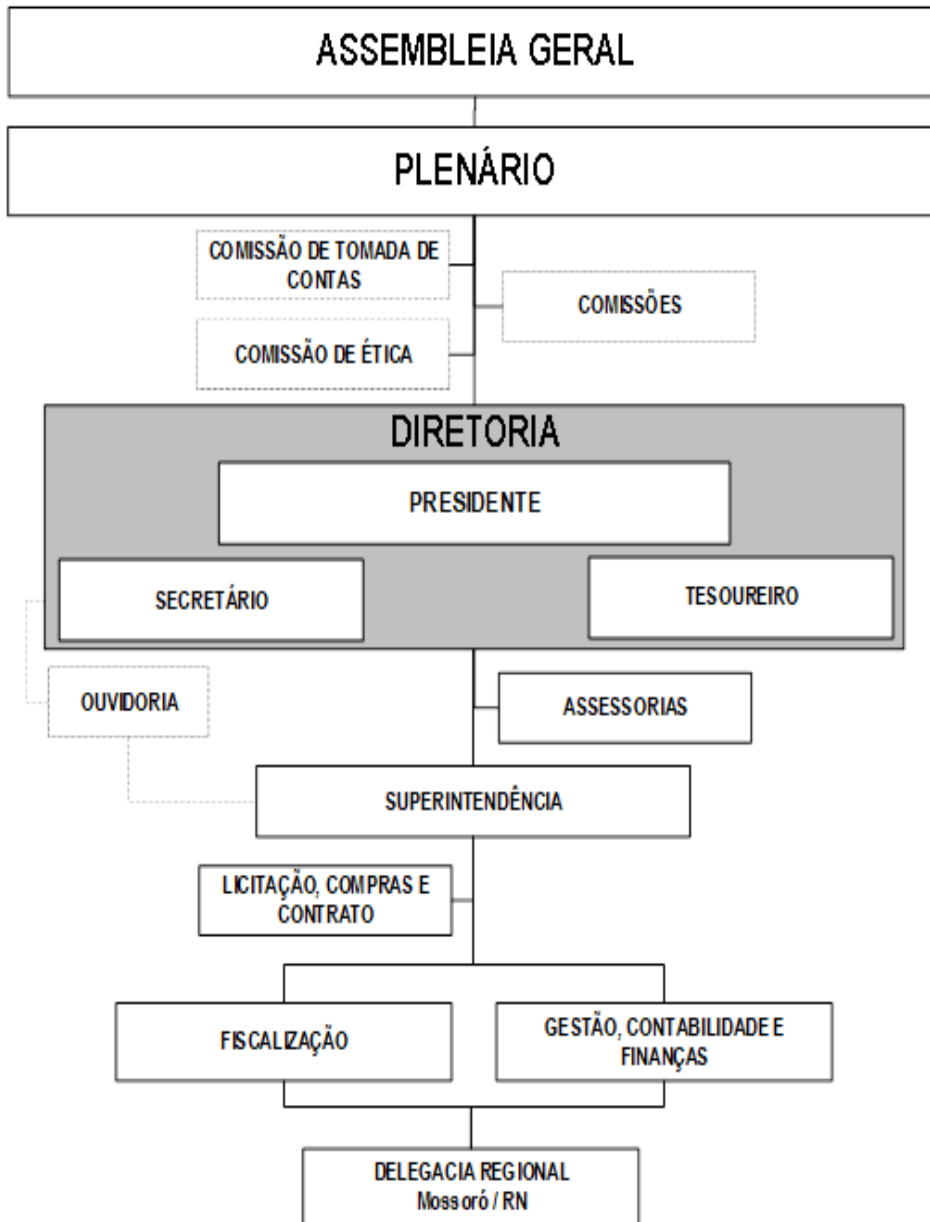 ASSEMBLEIA GERAL
PLENÁRIO
COMISSÃO DE TOMADA DE
CONTAS
COMISSÕES
COMISSÃO DE ÉTICA
DIRETORIA
PRESIDENTE
SECRETÁRIO
TESOUREIRO
OUVIDORIA
ASSESSORIAS
SUPERINTENDÊNCIA
LICITAÇÃO, COMPRAS E
CONTRATO
FISCALIZAÇÃO
GESTÃO, CONTABILIDADE E
FINANÇAS
DELEGACIA REGIONAL
Mossoró / RN